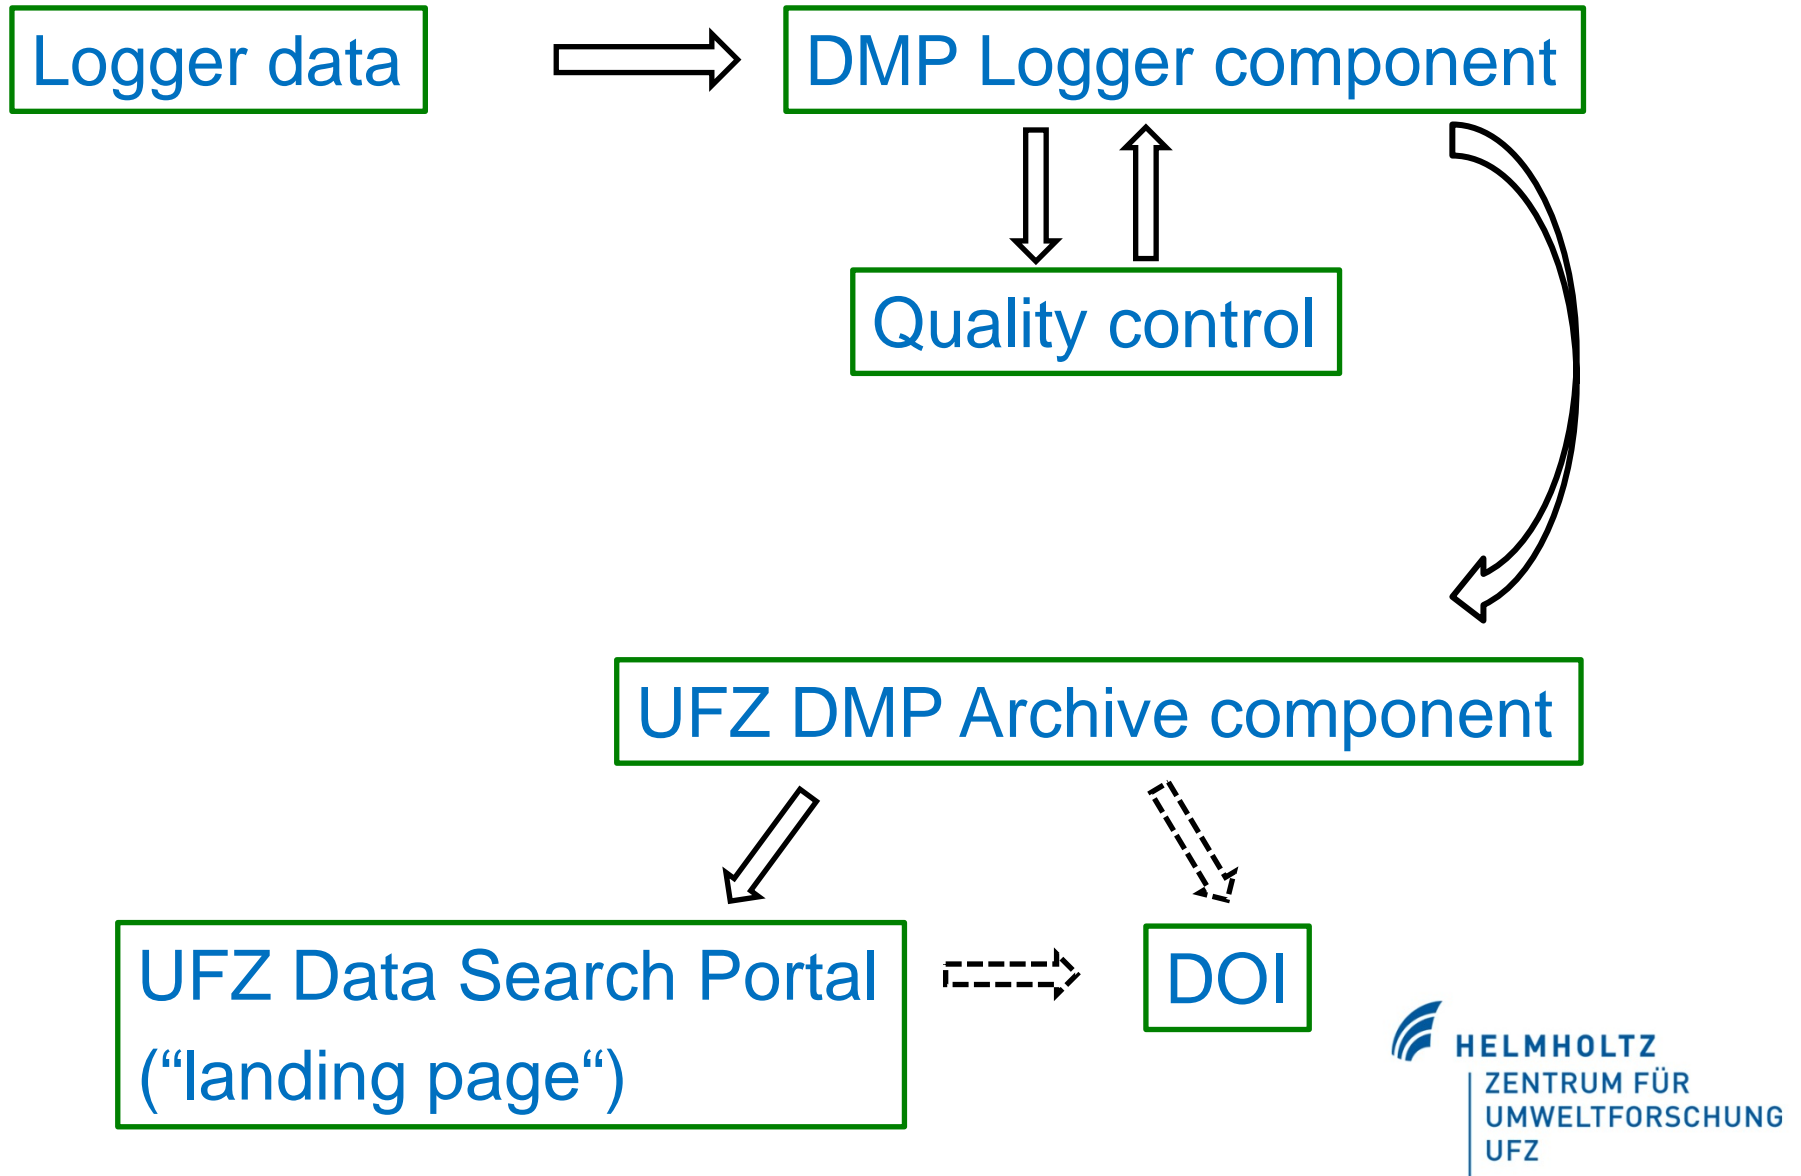 Logger data
DMP Logger component
Quality control
UFZ DMP Archive component
UFZ Data Search Portal
(“landing page“)
DOI
HELMHOLTZ
ZENTRUM FÜR
UMWELTFORSCHUNG
UFZ